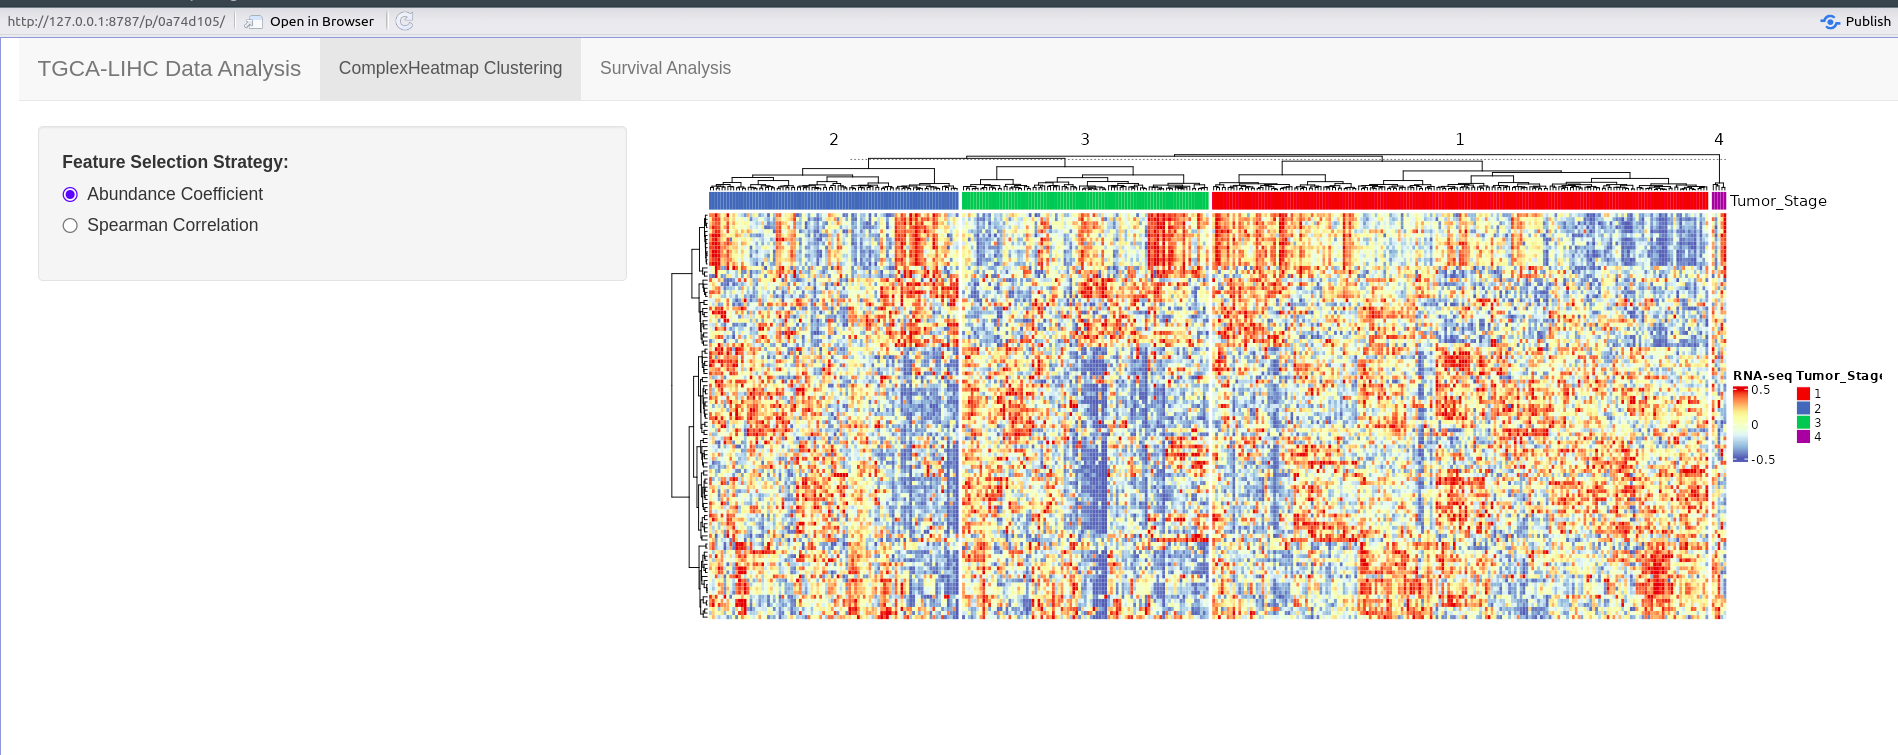 http://127.0.0.1:8787/p/0a74d105/ Open in Browser Publish
TGCA-LIHC Data Analysis ComplexHeatmap Clustering Survival Analysis
Feature Selection Strategy:
Abundance Coefficient
Spearman Correlation
2 3 1 4
Tumor_Stage
RNA-seq Tumor_Stage
0.5 1
2
0 3
4
-0.5